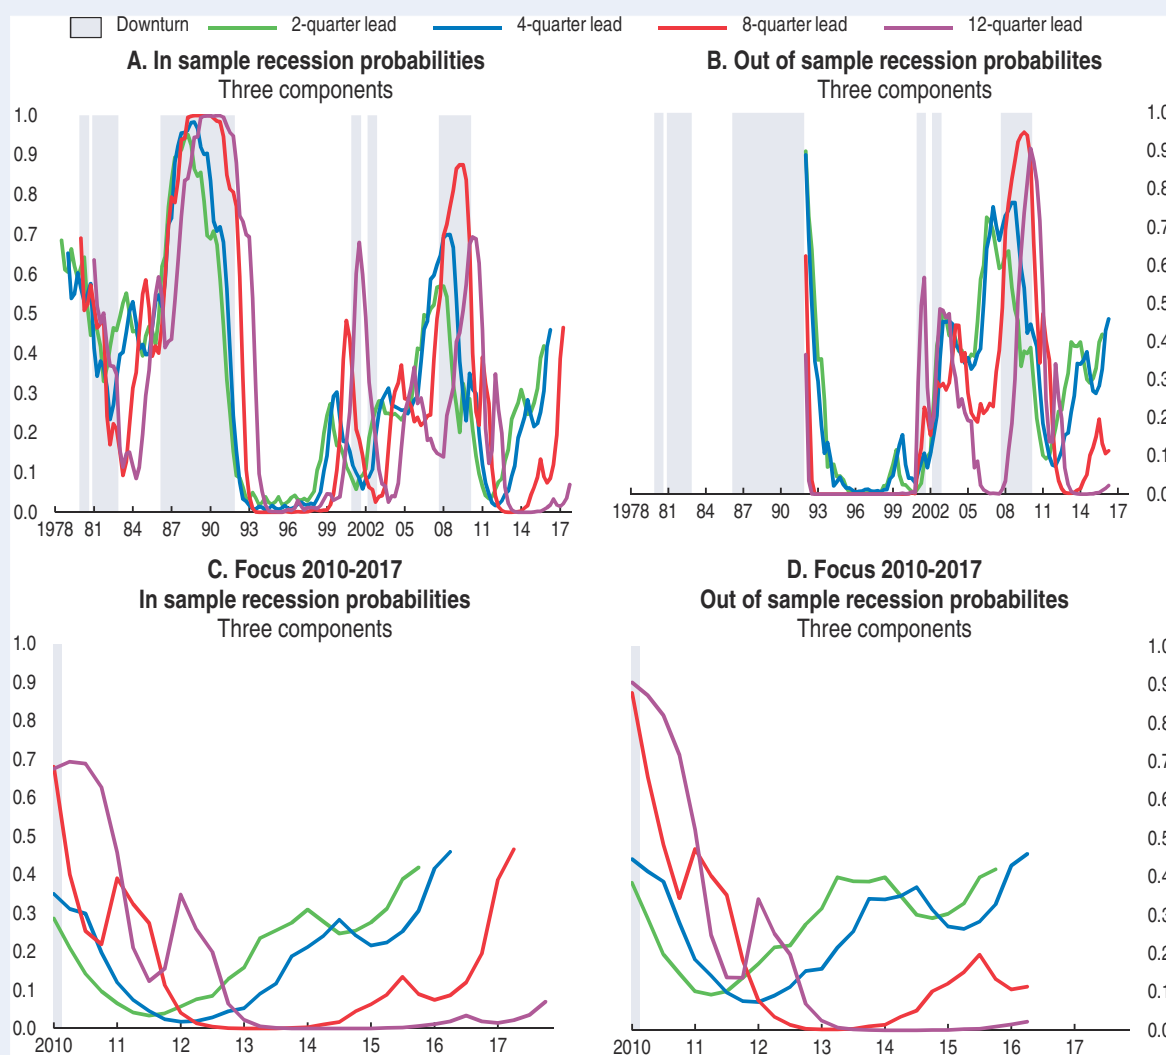 Downturn 2-quarter lead 4-quarter lead 8-quarter lead 12-quarter lead
A. In sample recession probabilities
Three components
B. Out of sample recession probabilites
Three components
1.0
0.9
0.8
0.7
0.6
0.5
0.4
0.3
0.2
0.1
0.0
1978 81 84 87 90 93 96 99 2002 05 08 11 14 17
1978 81 84 87 90 93 96 99 2002 05 08 11 14 17
C. Focus 2010-2017
In sample recession probabilities
Three components
D. Focus 2010-2017
Out of sample recession probabilites
Three components
1.0
0.9
0.8
0.7
0.6
0.5
0.4
0.3
0.2
0.1
0.0
2010 11 12 13 14 15 16 17
2010 11 12 13 14 15 16 17